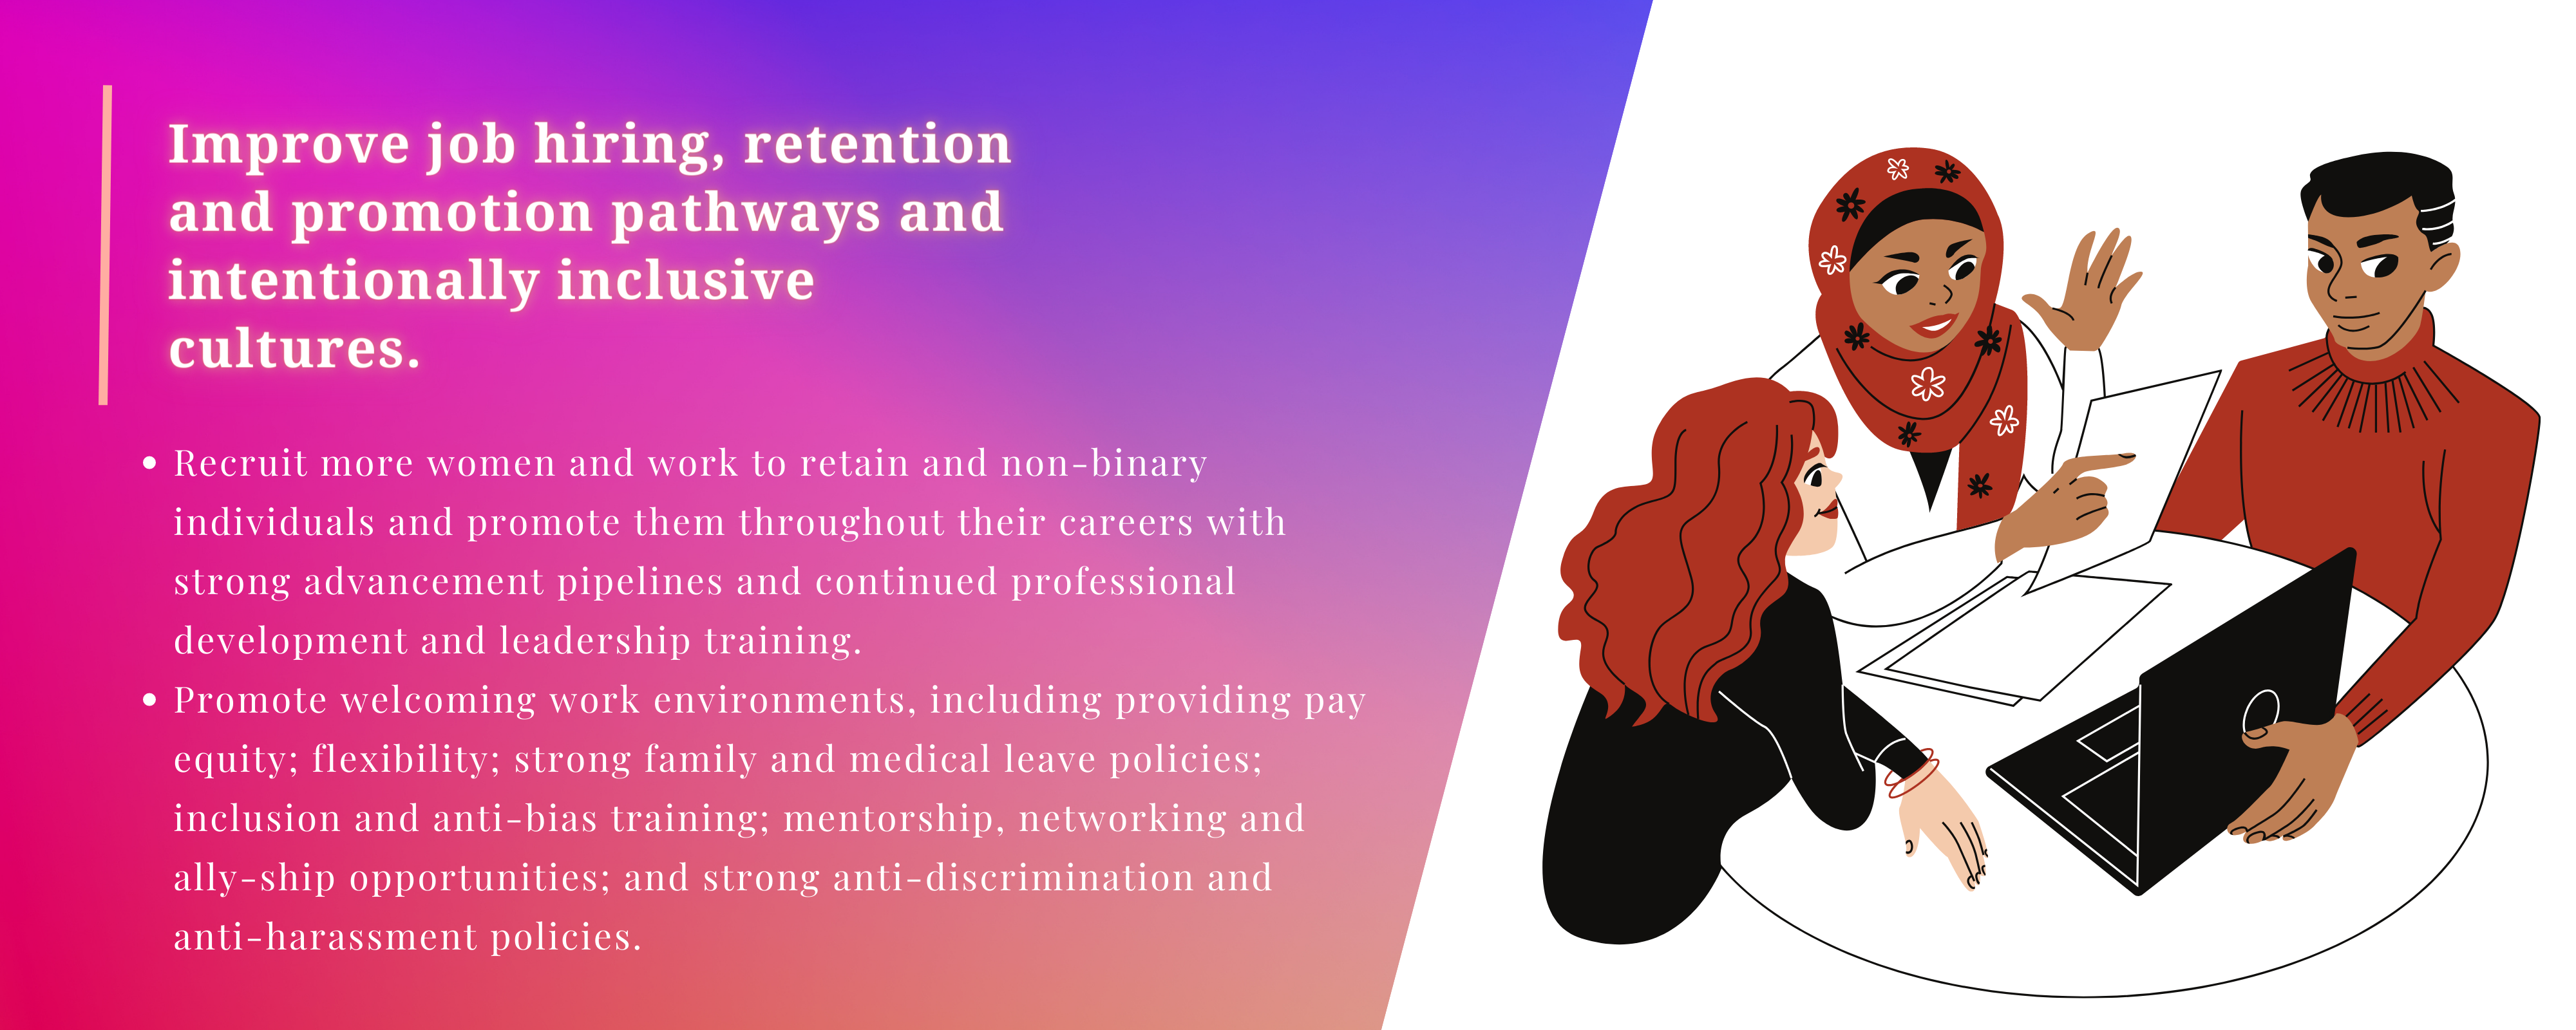 Improve job hiring, retention
and promotion pathways and
intentionally inclusive
cultures.
• Recruit more women and work to retain and non-binary
individuals and promote them throughout their careers with
strong advancement pipelines and continued professional
development and leadership training.
• Promote welcoming work environments, including providing pay
equity; flexibility; strong family and medical leave policies;
inclusion and anti-bias training; mentorship, networking and
ally-ship opportunities; and strong anti-discrimination and
anti-harassment policies.